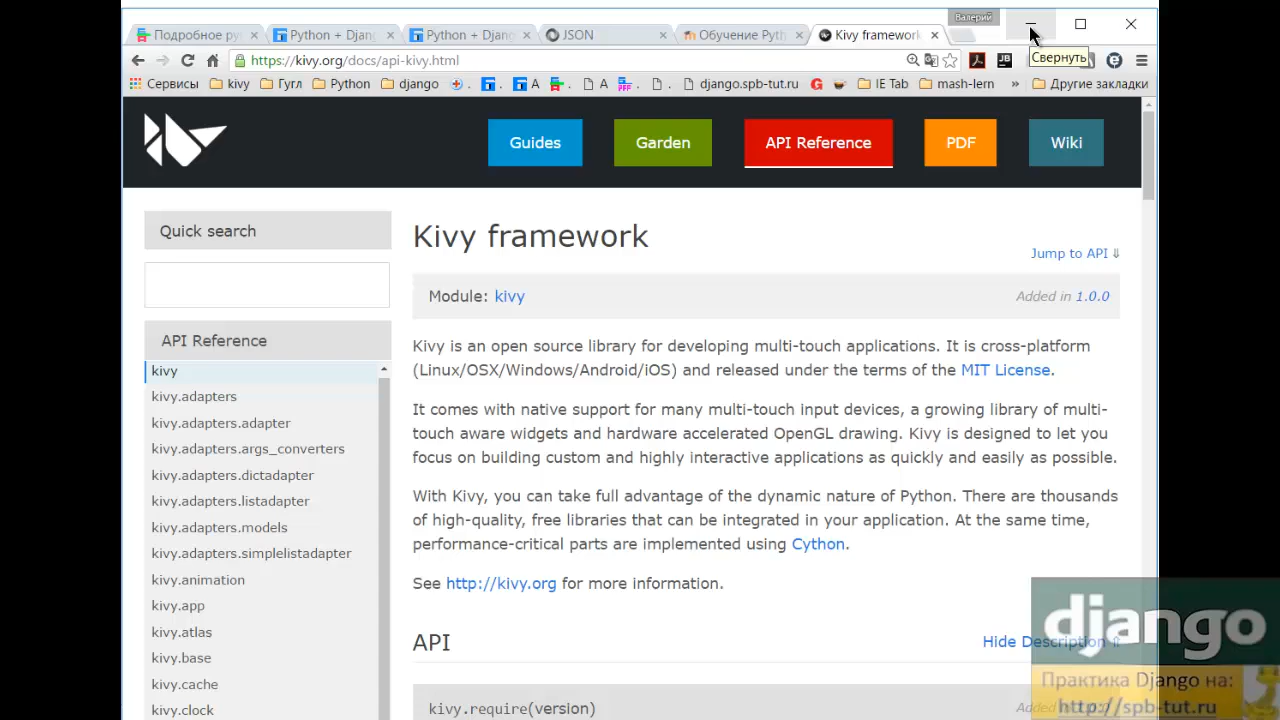 Валерий
Подробное ру
Python + Djan
Python + Djan
JSON
Обучение Pyth
Kivy framework
https://kivy.org/docs/api-kivy.html
Свернуть
Сервисы
kivy
Гугл
Python
django
A
A
django.spb-tut.ru
IE Tab
mash-lern
»
Другие закладки
Guides
Garden
API Reference
PDF
Wiki
Quick search
Kivy framework
Jump to API ⇓
Module: kivy
Added in 1.0.0
API Reference
kivy
kivy.adapters
kivy.adapters.adapter
kivy.adapters.args_converters
kivy.adapters.dictadapter
kivy.adapters.listadapter
kivy.adapters.models
kivy.adapters.simplelistadapter
kivy.animation
kivy.app
kivy.atlas
kivy.base
kivy.cache
kivy.clock
Kivy is an open source library for developing multi-touch applications. It is cross-platform
(Linux/OSX/Windows/Android/iOS) and released under the terms of the MIT License.
It comes with native support for many multi-touch input devices, a growing library of multi-
touch aware widgets and hardware accelerated OpenGL drawing. Kivy is designed to let you
focus on building custom and highly interactive applications as quickly and easily as possible.
With Kivy, you can take full advantage of the dynamic nature of Python. There are thousands
of high-quality, free libraries that can be integrated in your application. At the same time,
performance-critical parts are implemented using Cython.
See http://kivy.org for more information.
API
Hide Description ⇑
kivy.require(version)
Added in 1.0.0
django
Практика Django на:
http://spb-tut.ru